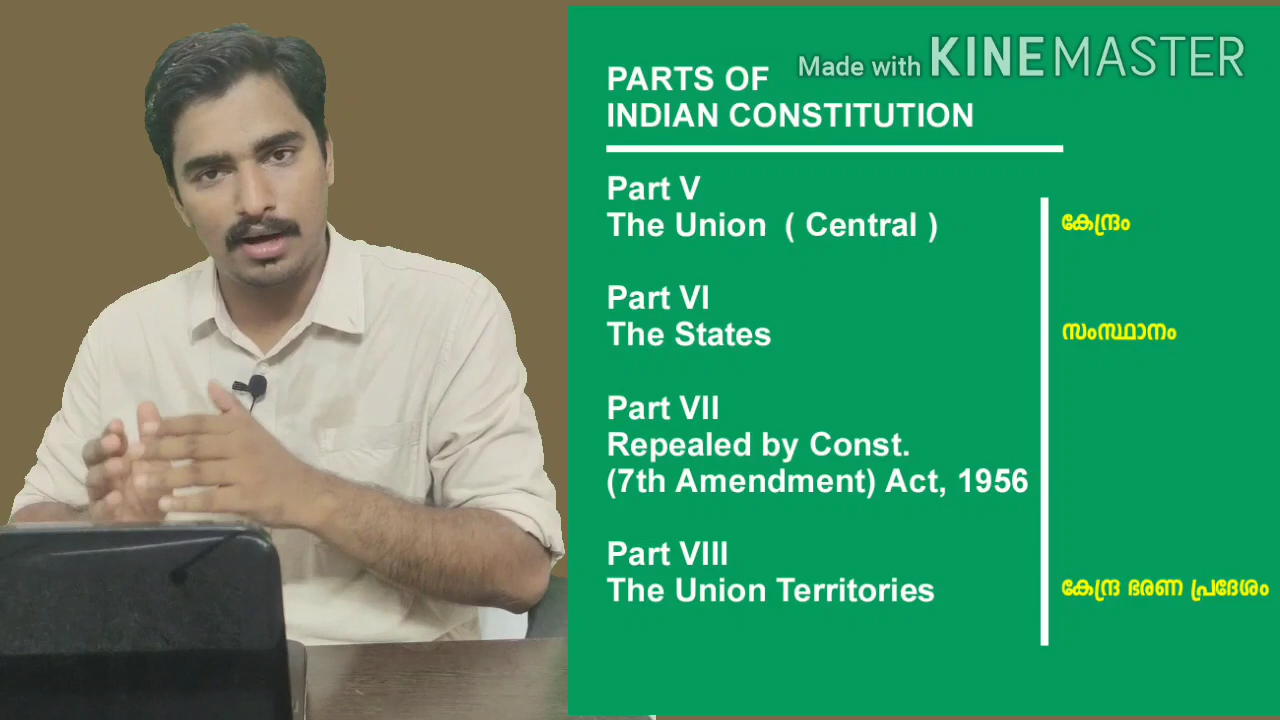 Made with KINEMASTER
PARTS OF
INDIAN CONSTITUTION
Part V
The Union ( Central )
കേന്ദ്രം
Part VI
The States
സംസ്ഥാനം
Part VII
Repealed by Const.
(7th Amendment) Act, 1956
Part VIII
The Union Territories
കേന്ദ്ര ഭരണ പ്രദേശം